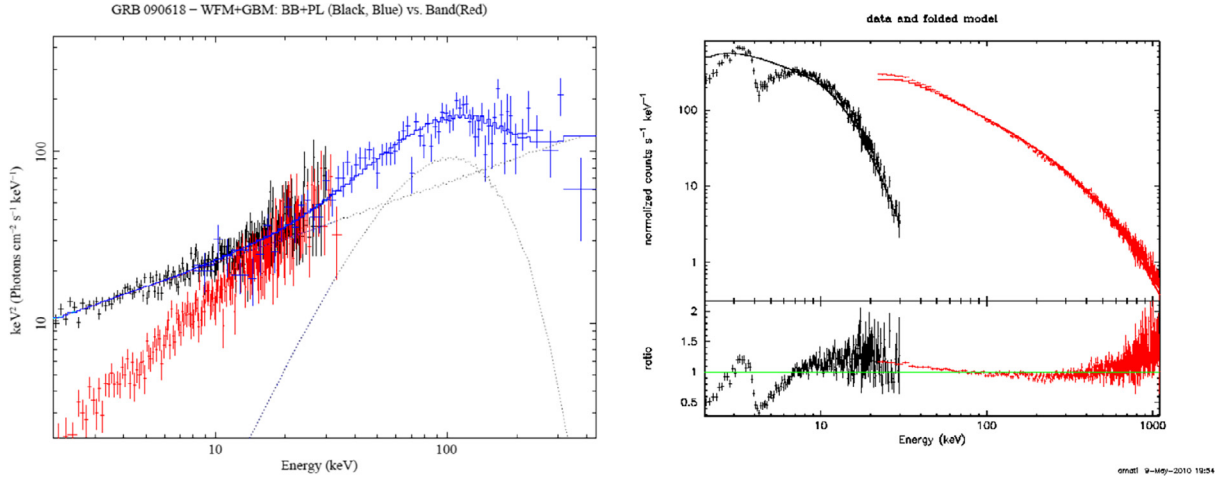 GRB 090618 – WFM+GBM: BB+PL (Black, Blue) vs. Band(Red)
keV² (Photons cm⁻² s⁻¹ keV⁻¹)
100
10
10
100
Energy (keV)
data and folded model
normalized counts s⁻¹ keV⁻¹
100
10
1
ratio
2
1.5
1
0.5
10
100
1000
Energy (keV)
9-May-2010 19:54